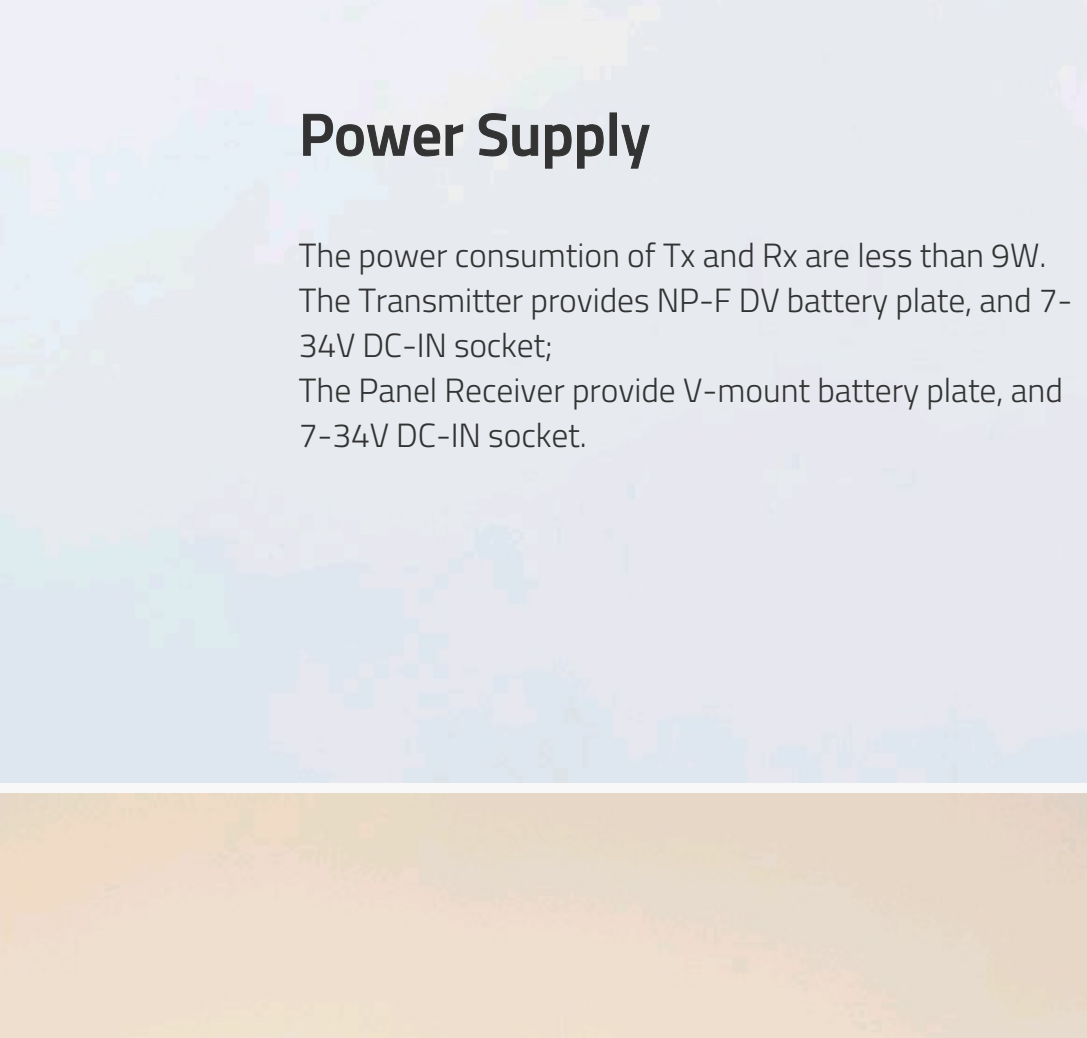 Power Supply
The power consumtion of Tx and Rx are less than 9W.
The Transmitter provides NP-F DV battery plate, and 7-
34V DC-IN socket;
The Panel Receiver provide V-mount battery plate, and
7-34V DC-IN socket.